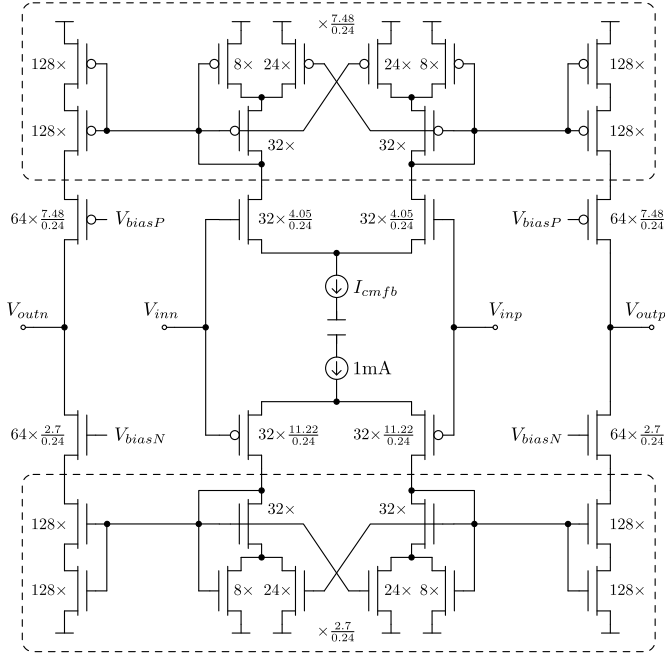 ×7.48/0.24
128× 8× 24× 24× 8× 128×
128× 32× 32× 128×
64×7.48/0.24 V_biasP 32×4.05/0.24 32×4.05/0.24 V_biasP 64×7.48/0.24
I_cmfb
V_outn V_inn V_inp V_outp
1mA
64×2.7/0.24 V_biasN 32×11.22/0.24 32×11.22/0.24 V_biasN 64×2.7/0.24
128× 32× 32× 128×
128× 8× 24× 24× 8× 128×
×2.7/0.24